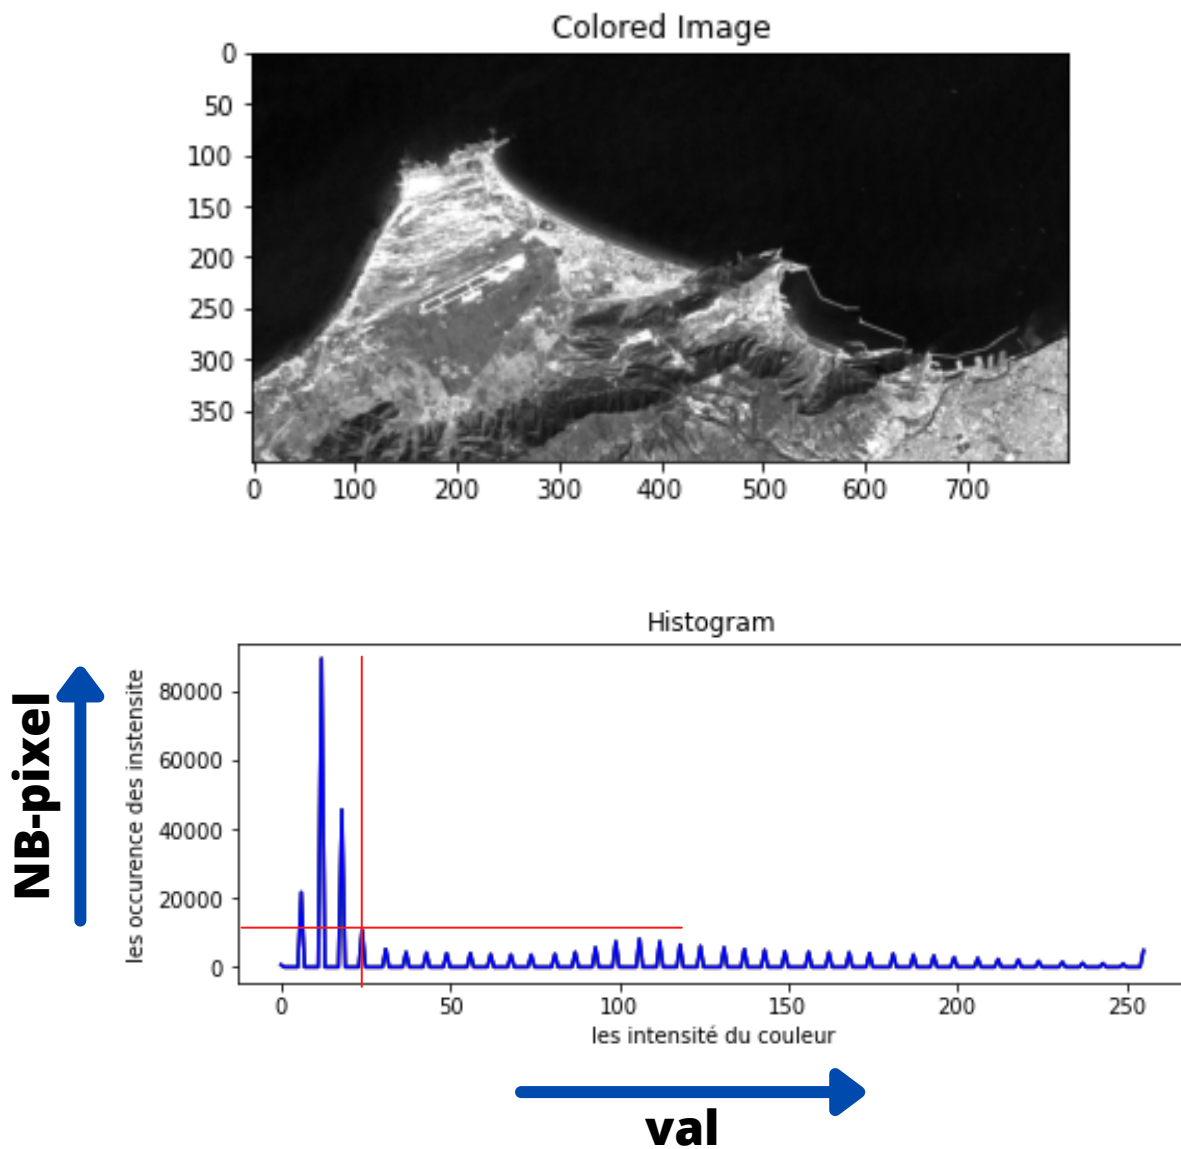 Colored Image
0
50
100
150
200
250
300
350
0 100 200 300 400 500 600 700
Histogram
NB-pixel
les occurence des instensite
80000
60000
40000
20000
0
0 50 100 150 200 250
les intensité du couleur
val